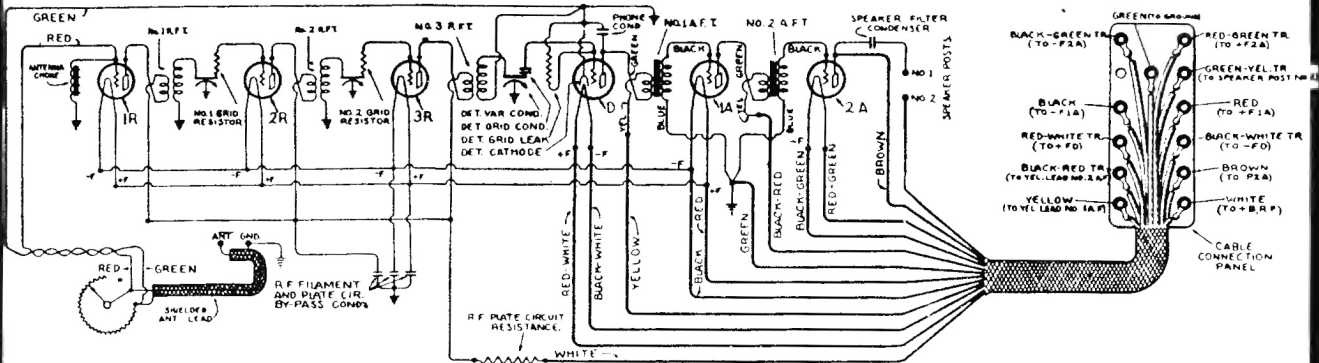 GREEN
RED
ANTENNA
CHOKE
No.1 R.F.T
1R
NO.1 GRID
RESISTOR
No.2 R.F.T
2R
NO.2 GRID
RESISTOR
NO.3 R.F.T
3R
DET. VAR COND.
DET GRID COND.
DET. GRID LEAK
DET. CATHODE
PHONE
COND
GREEN
D
YEL
NO.1 A F.T.
BLACK
BLUE
1A
GREEN
YEL
NO.2 A F.T
BLACK
BLUE
2A
SPEAKER FILTER
CONDENSER
SPEAKER POSTS.
NO 1
NO. 2
-F
+F
-F
+F
-F
+F
+F
-F
-F
+F
-F
BROWN
RED-WHITE
BLACK-WHITE
YELLOW
BLACK-RED
GREEN
BLACK-RED
BLACK-GREEN
RED-GREEN
ANT GND.
RED
GREEN
SHIELDED
ANT LEAD
R.F FILAMENT
AND PLATE CIR.
BY-PASS CONDS
R.F PLATE CIRCUIT
RESISTANCE.
WHITE
GREEN (TO GROUND)
BLACK-GREEN TR
(TO -F2A)
RED-GREEN TR.
(TO +F2A)
GREEN-YEL. TR
(TO SPEAKER POST NO
BLACK
(TO -F1A)
RED
(TO +F1A)
RED-WHITE TR.
(TO +FD)
BLACK-WHITE TR
(TO -FD)
BLACK-RED TR
(TO YEL. LEAD NO. 2 A F)
BROWN
(TO P2A)
YELLOW
(TO YEL LEAD NO 1 A.F)
WHITE
(TO +B, R F)
CABLE
CONNECTION
PANEL